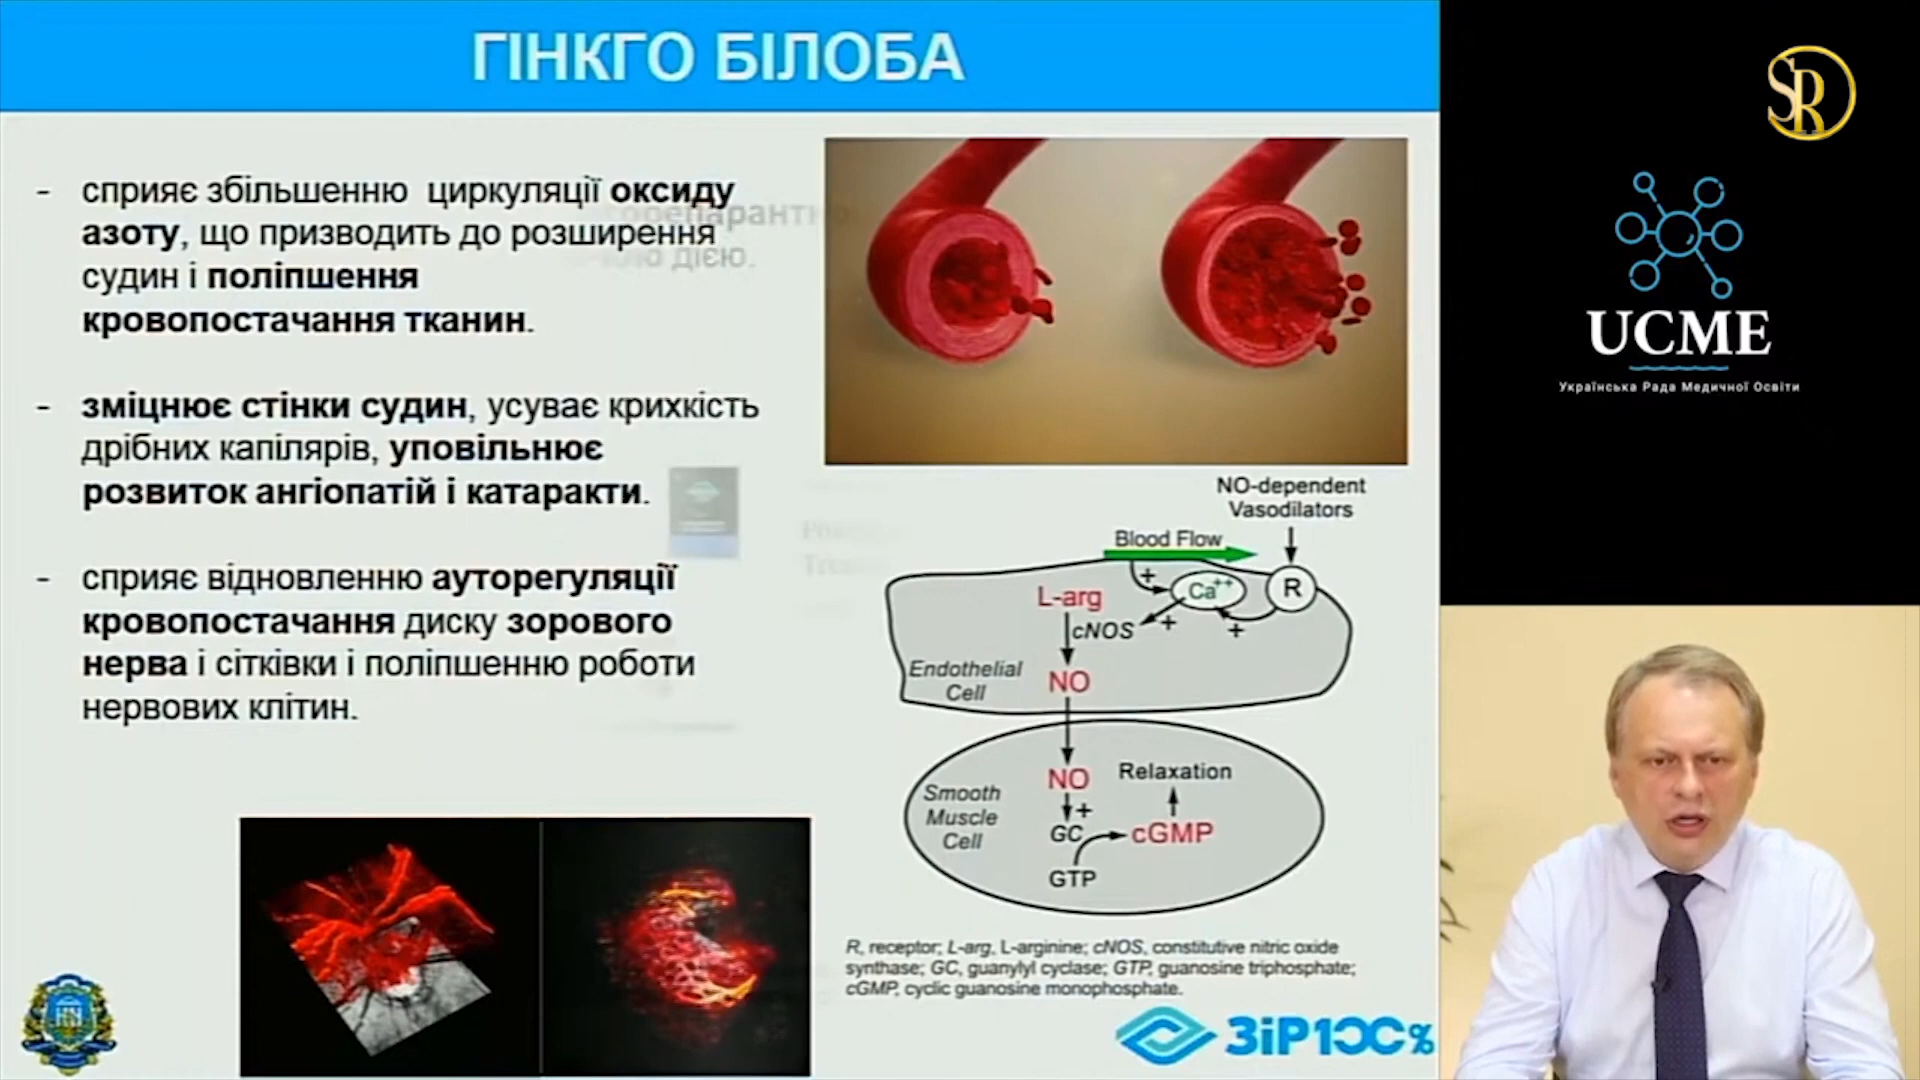 ГІНКГО БІЛОБА
- сприяє збільшенню циркуляції оксиду
азоту, що призводить до розширення
судин і поліпшення
кровопостачання тканин.
- зміцнює стінки судин, усуває крихкість
дрібних капілярів, уповільнює
розвиток ангіопатій і катаракти.
- сприяє відновленню ауторегуляції
кровопостачання диску зорового
нерва і сітківки і поліпшенню роботи
нервових клітин.
дією.
NO-dependent
Vasodilators
Blood Flow
+
Ca++
R
L-arg
cNOS
+
+
Endothelial
Cell
NO
NO
Relaxation
Smooth
Muscle
Cell
+
GC
cGMP
GTP
R, receptor; L-arg, L-arginine; cNOS, constitutive nitric oxide
synthase; GC, guanylyl cyclase; GTP, guanosine triphosphate;
cGMP, cyclic guanosine monophosphate.
ЗіР100%
SR
UCME
Українська Рада Медичної Освіти